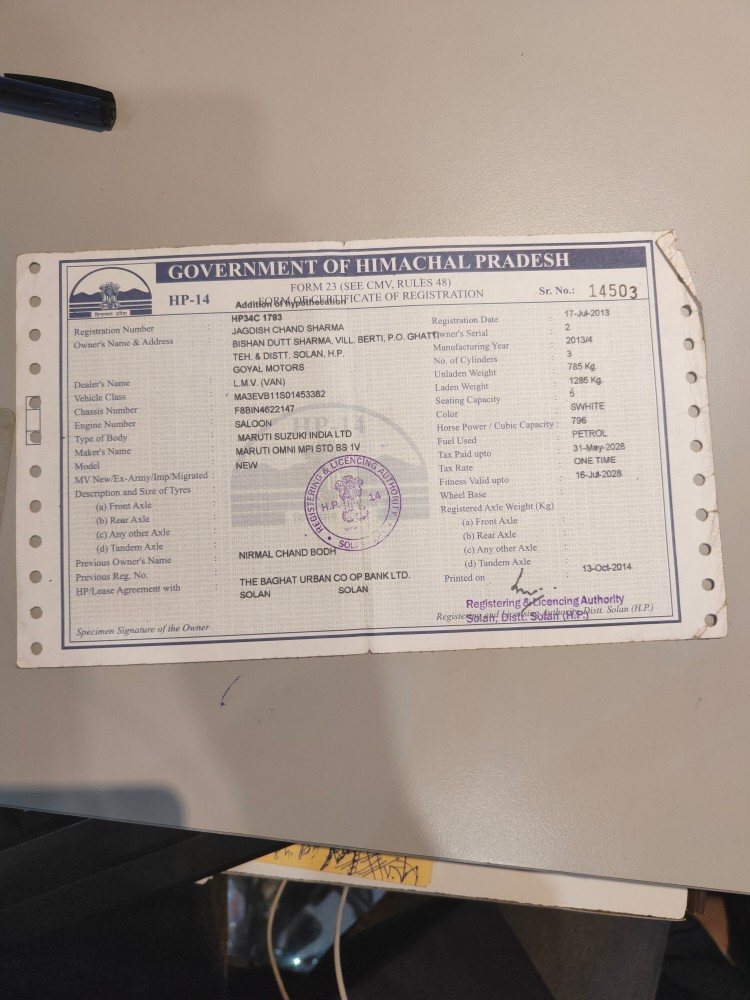 GOVERNMENT OF HIMACHAL PRADESH
FORM 23 (SEE CMV, RULES 48)
HP-14 FORM OF CERTIFICATE OF REGISTRATION Sr. No.: 14503
Addition of hypothecation
Registration Number : HP34C 1793
Owner's Name & Address : JAGDISH CHAND SHARMA
BISHAN DUTT SHARMA, VILL. BERTI, P.O. GHATTI
TEH. & DISTT. SOLAN, H.P.
Dealer's Name : GOYAL MOTORS
Vehicle Class : L.M.V. (VAN)
Chassis Number : MA3EVB11S01453382
Engine Number : F8BIN4622147
Type of Body : SALOON
Maker's Name : MARUTI SUZUKI INDIA LTD
Model : MARUTI OMNI MPI STD BS 1V
MV New/Ex-Army/Imp/Migrated : NEW
Description and Size of Tyres
(a) Front Axle :
(b) Rear Axle :
(c) Any other Axle :
(d) Tandem Axle :
Previous Owner's Name : NIRMAL CHAND BODH
Previous Reg. No. :
HP/Lease Agreement with : THE BAGHAT URBAN CO OP BANK LTD.
SOLAN SOLAN
Specimen Signature of the Owner
Registration Date : 17-Jul-2013
Owner's Serial : 2
Manufacturing Year : 2013/4
No. of Cylinders : 3
Unladen Weight : 785 Kg.
Laden Weight : 1285 Kg.
Seating Capacity : 5
Color : SWHITE
Horse Power / Cubic Capacity : 796
Fuel Used : PETROL
Tax Paid upto : 31-May-2028
Tax Rate : ONE TIME
Fitness Valid upto : 16-Jul-2028
Wheel Base :
Registered Axle Weight (Kg)
(a) Front Axle :
(b) Rear Axle :
(c) Any other Axle :
(d) Tandem Axle :
Printed on : 13-Oct-2014
Registering & Licencing Authority
Registering and Licensing Authority, Distt. Solan (H.P.)
Solan, Distt. Solan (H.P.)
HP-14
REGISTERING & LICENCING AUTHORITY
H.P. 14